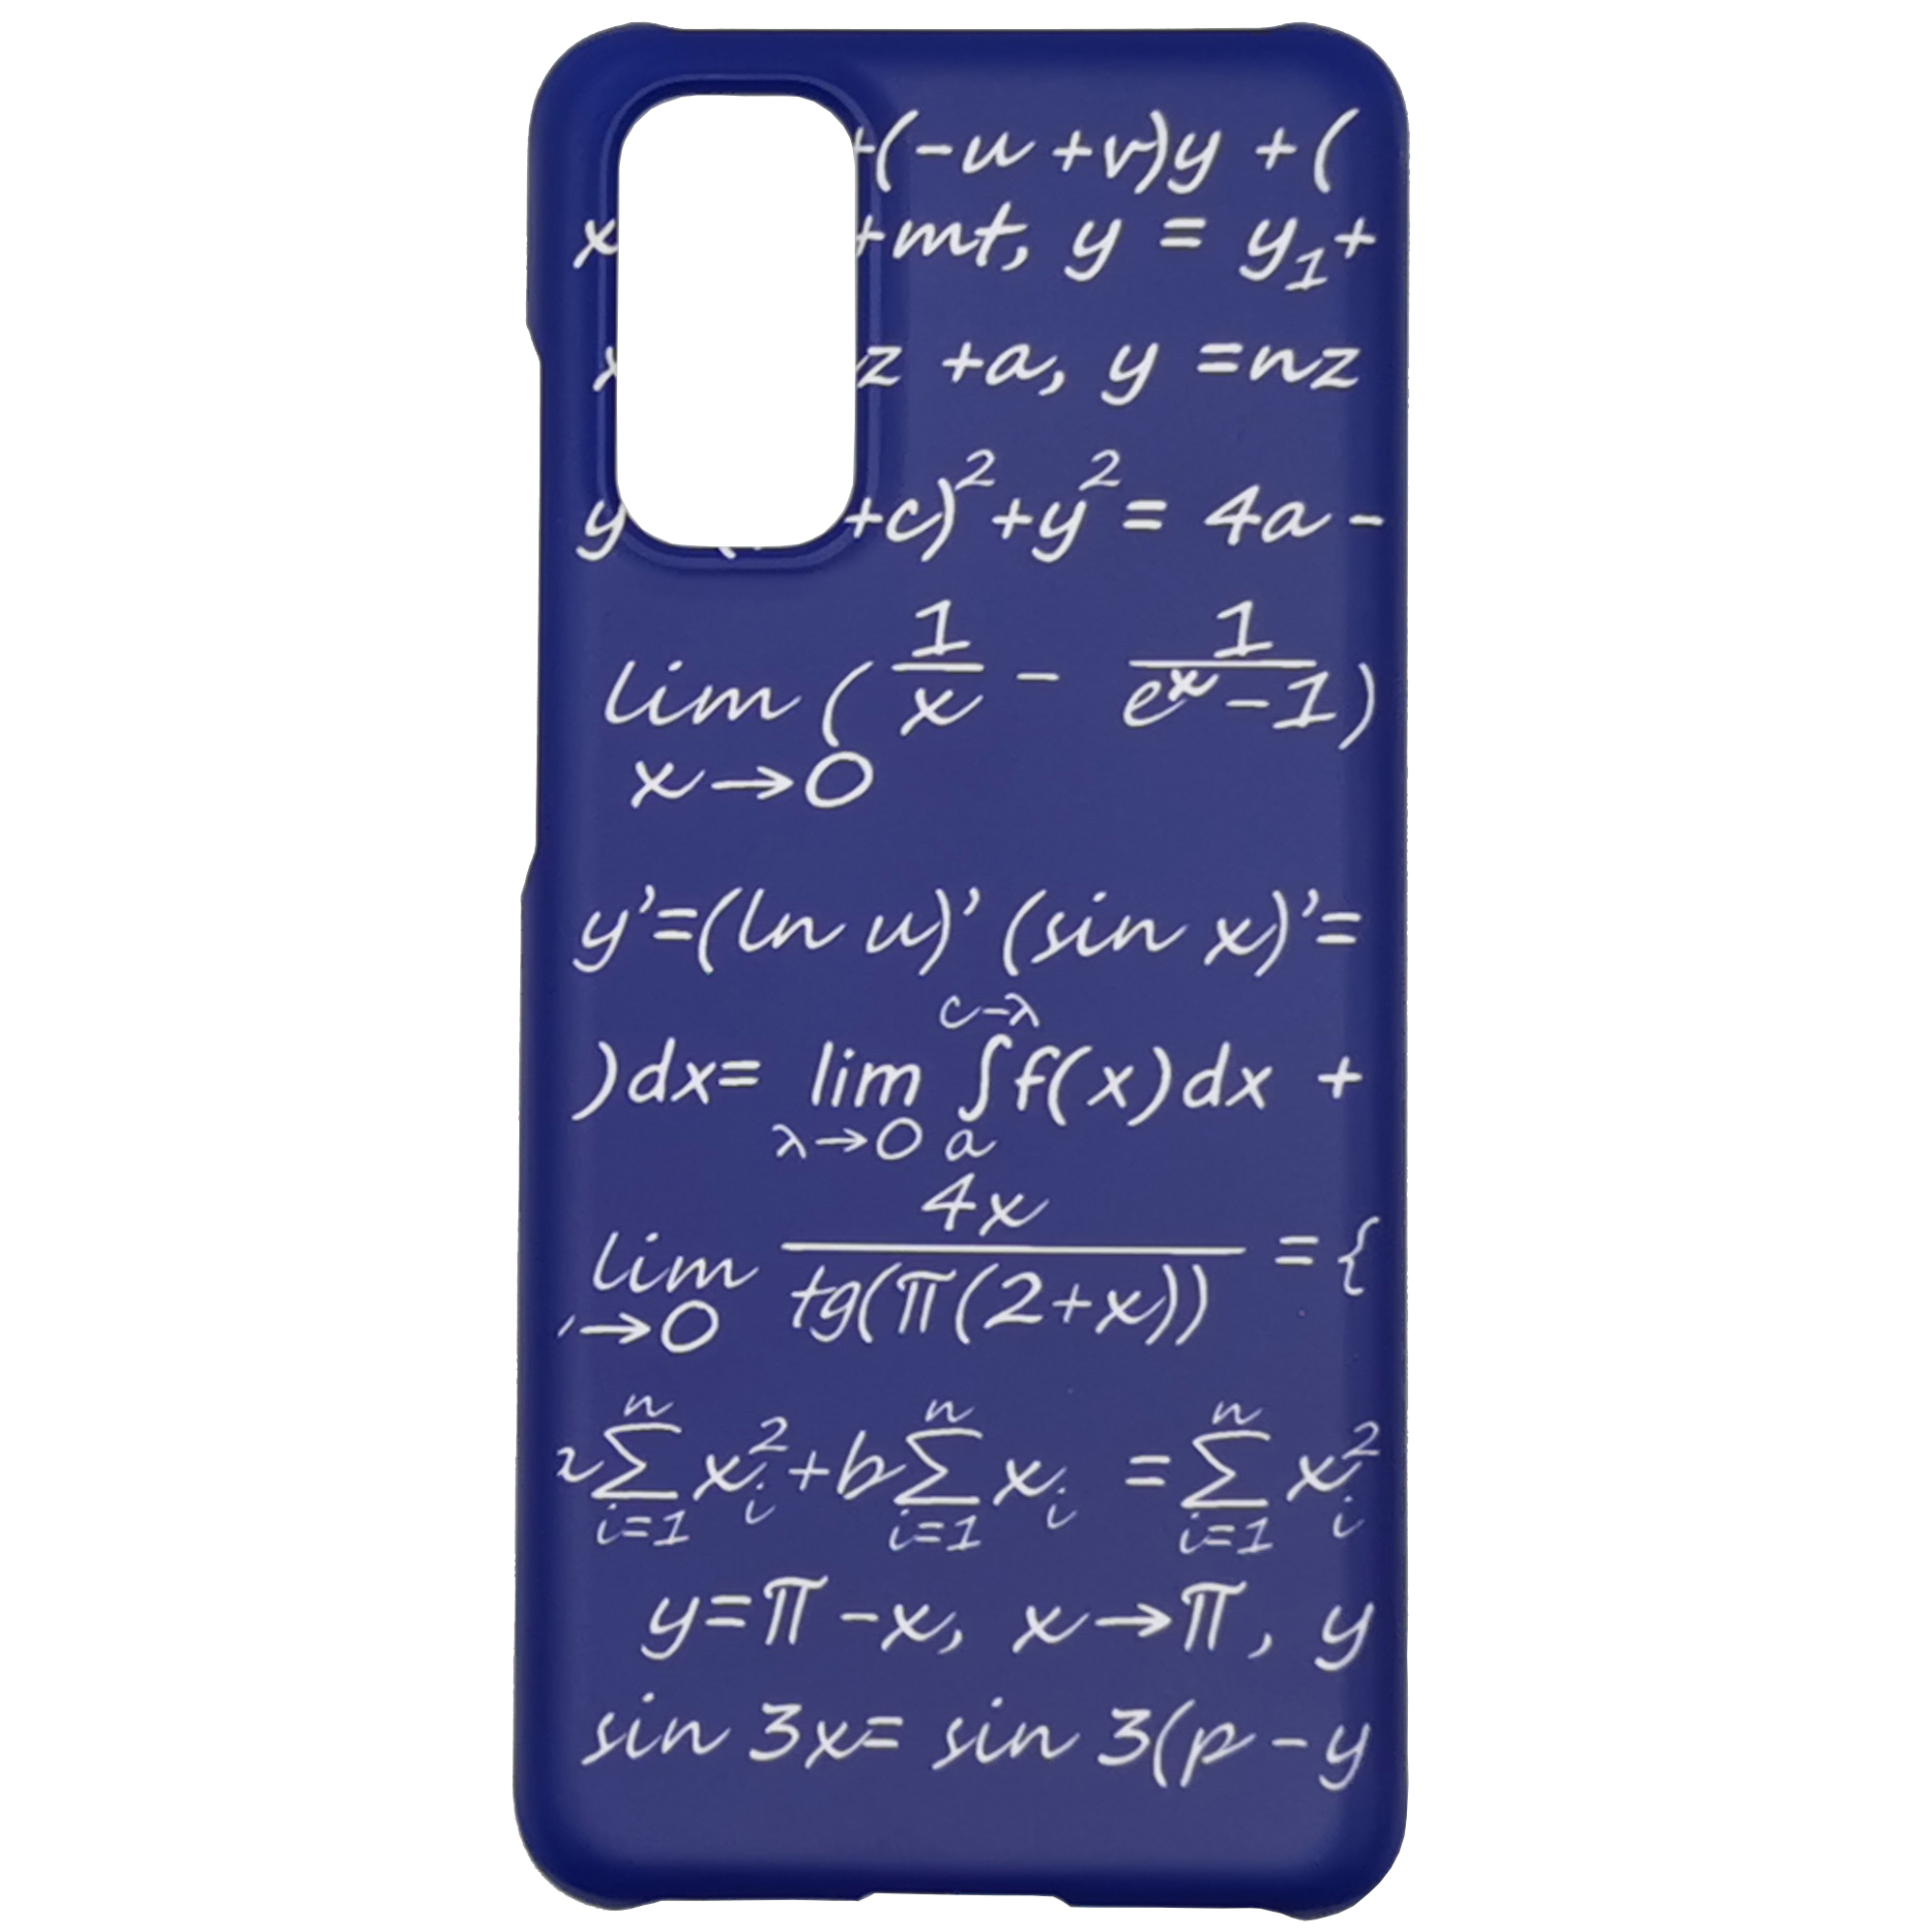 +(-u +v)y +(
x +mt, y = y₁+
z +a, y =nz
y +c)²+y² = 4a -
lim ( 1/x - 1/(eˣ-1) )
x→0
y'=(ln u)' (sin x)'=
c-λ
)dx= lim ∫f(x)dx +
λ→0 a
4x
lim ———— = {
→0 tg(π(2+x))
n n n
∑ xᵢ²+b∑ xᵢ =∑ xᵢ²
i=1 i=1 i=1
y=π-x, x→π, y
sin 3x= sin 3(p-y